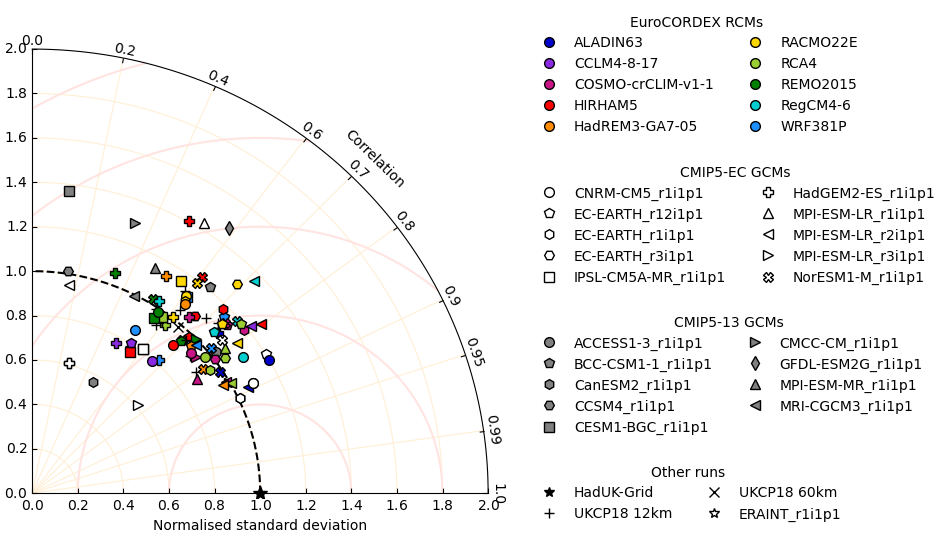 0.0
0.2
0.4
0.6
Correlation
0.7
0.8
0.9
0.95
0.99
1.0
2.0
1.8
1.6
1.4
1.2
1.0
0.8
0.6
0.4
0.2
0.0
0.0 0.2 0.4 0.6 0.8 1.0 1.2 1.4 1.6 1.8 2.0
Normalised standard deviation
EuroCORDEX RCMs
ALADIN63 RACMO22E
CCLM4-8-17 RCA4
COSMO-crCLIM-v1-1 REMO2015
HIRHAM5 RegCM4-6
HadREM3-GA7-05 WRF381P
CMIP5-EC GCMs
CNRM-CM5_r1i1p1 HadGEM2-ES_r1i1p1
EC-EARTH_r12i1p1 MPI-ESM-LR_r1i1p1
EC-EARTH_r1i1p1 MPI-ESM-LR_r2i1p1
EC-EARTH_r3i1p1 MPI-ESM-LR_r3i1p1
IPSL-CM5A-MR_r1i1p1 NorESM1-M_r1i1p1
CMIP5-13 GCMs
ACCESS1-3_r1i1p1 CMCC-CM_r1i1p1
BCC-CSM1-1_r1i1p1 GFDL-ESM2G_r1i1p1
CanESM2_r1i1p1 MPI-ESM-MR_r1i1p1
CCSM4_r1i1p1 MRI-CGCM3_r1i1p1
CESM1-BGC_r1i1p1
Other runs
HadUK-Grid UKCP18 60km
UKCP18 12km ERAINT_r1i1p1